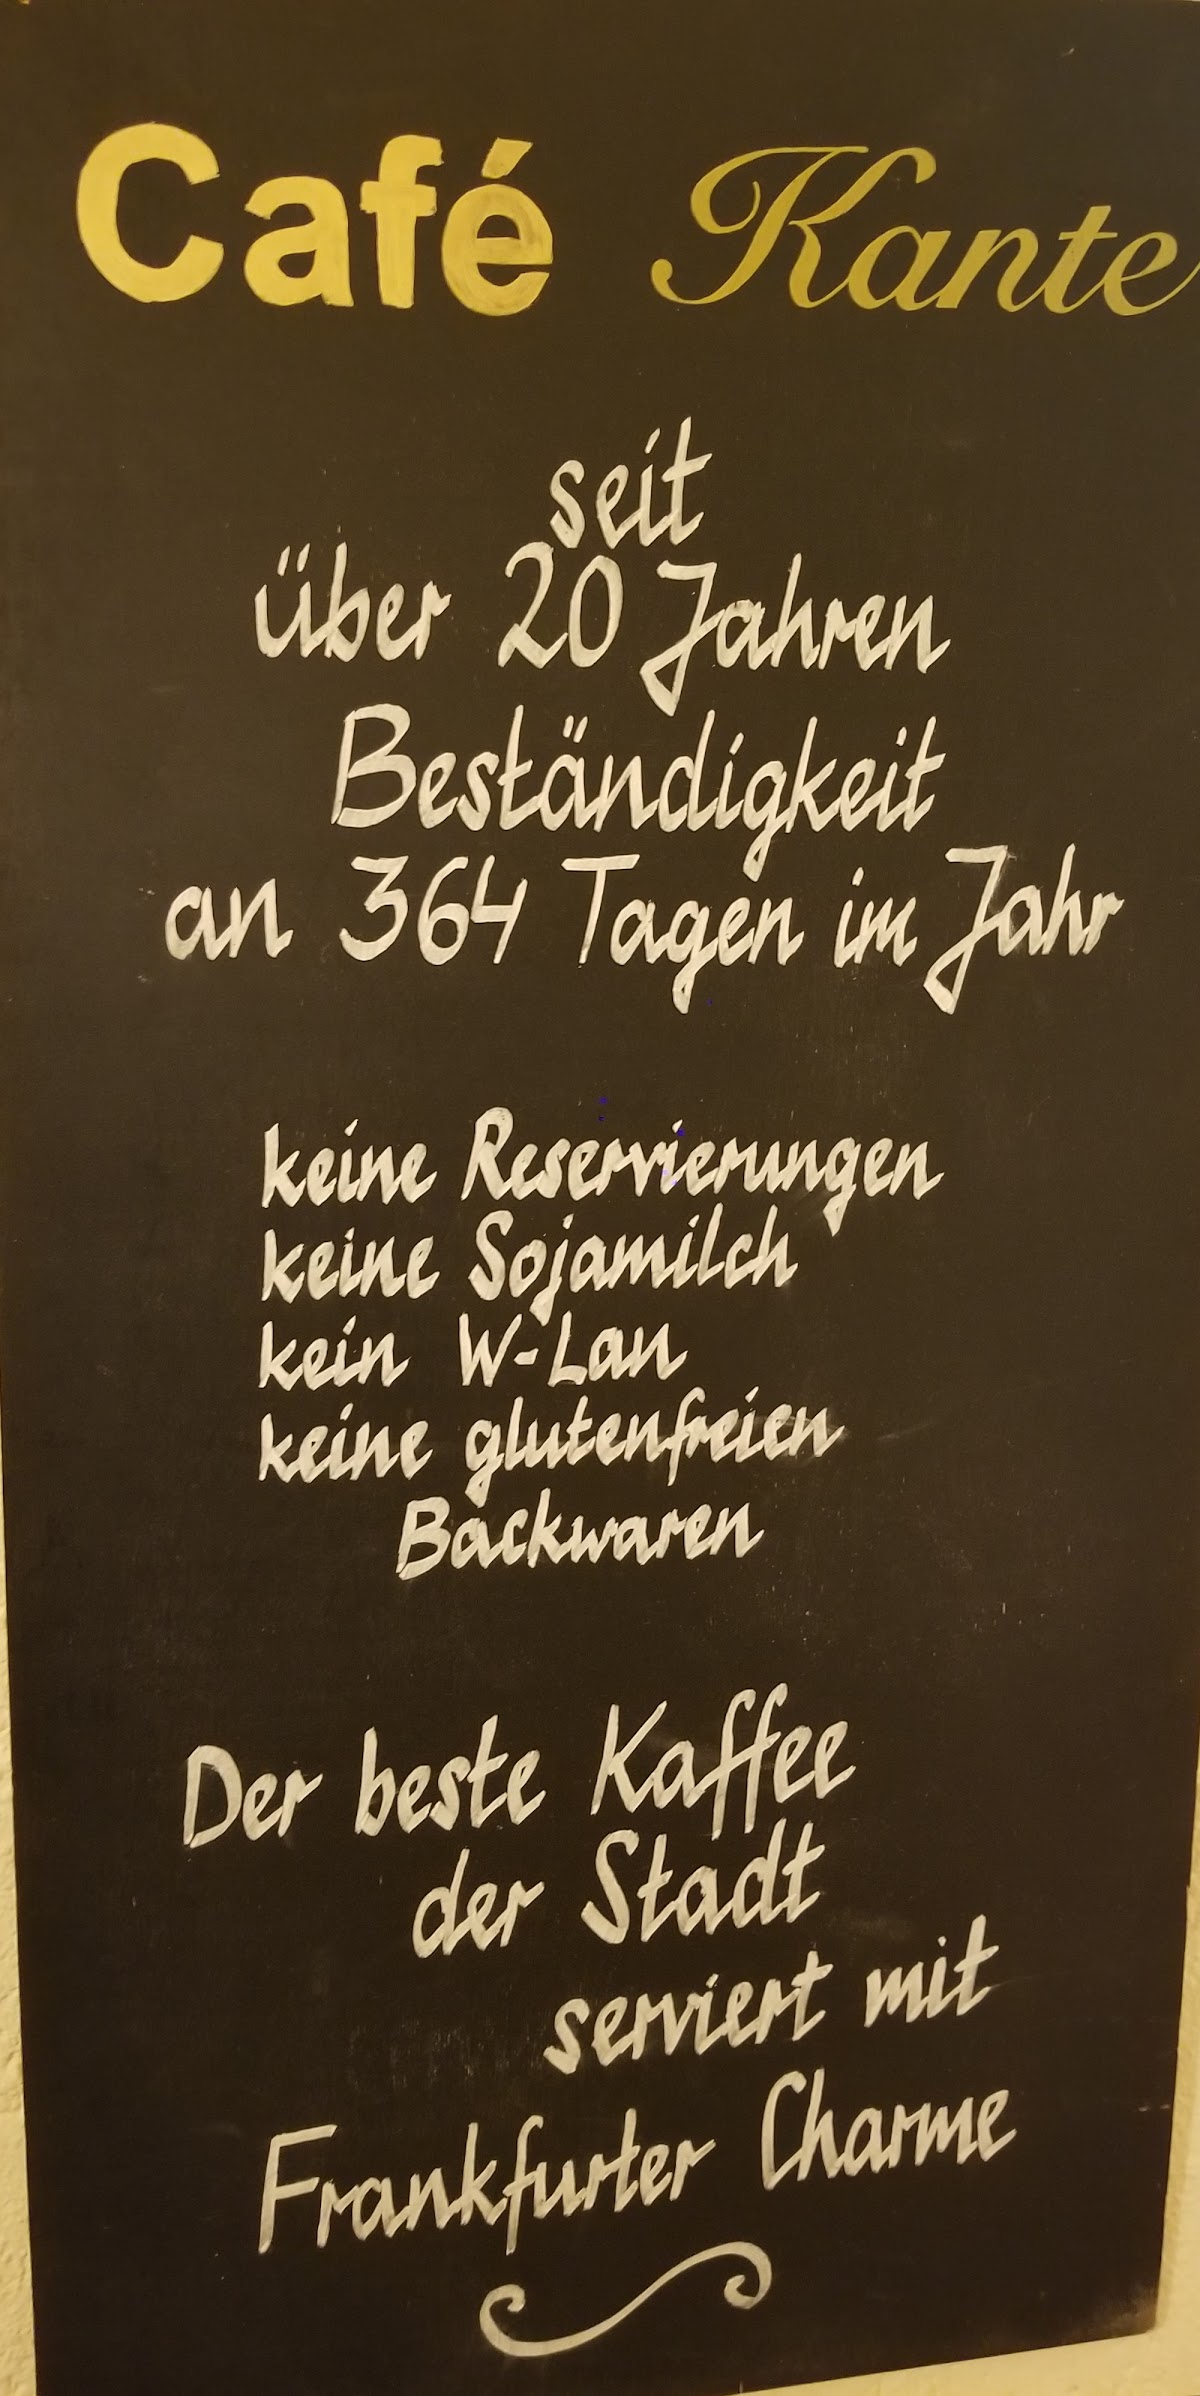 Café Kante
seit
über 20 Jahren
Beständigkeit
an 364 Tagen im Jahr
keine Reservierungen
keine Sojamilch
kein W-Lan
keine glutenfreien
Backwaren
Der beste Kaffee
der Stadt
serviert mit
Frankfurter Charme